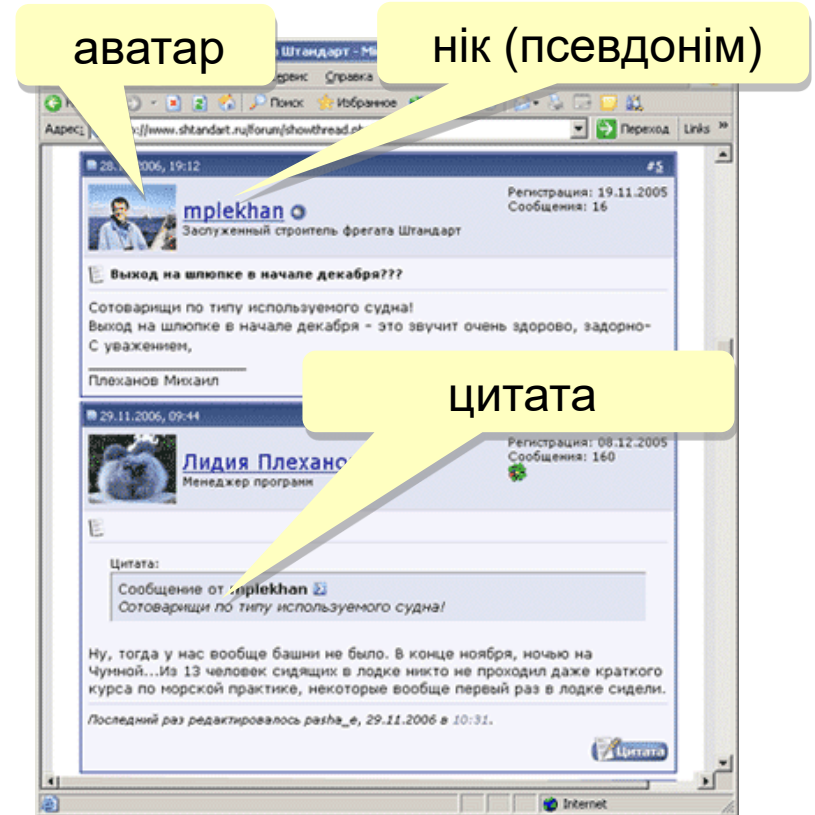 аватар
нік (псевдонім)
Штандарт - Mi
Справка
Поиск Избранное
Адрес: //www.shtandart.ru/forum/showthread.
Переход Links »
2006, 19:12 #5
mplekhan
Заслуженный строитель фрегата Штандарт
Регистрация: 19.11.2005
Сообщения: 16
Выход на шлюпке в начале декабря???
Сотоварищи по типу используемого судна!
Выход на шлюпке в начале декабря - это звучит очень здорово, задорно-
С уважением,
Плеханов Михаил
цитата
29.11.2006, 09:44
Лидия Плехано
Менеджер программ
Регистрация: 08.12.2005
Сообщения: 160
Цитата:
Сообщение от mplekhan
Сотоварищи по типу используемого судна!
Ну, тогда у нас вообще башни не было. В конце ноября, ночью на
Чумной...Из 13 человек сидящих в лодке никто не проходил даже краткого
курса по морской практике, некоторые вообще первый раз в лодке сидели.
Последний раз редактировалось pasha_e, 29.11.2006 в 10:31.
Цитата
Internet